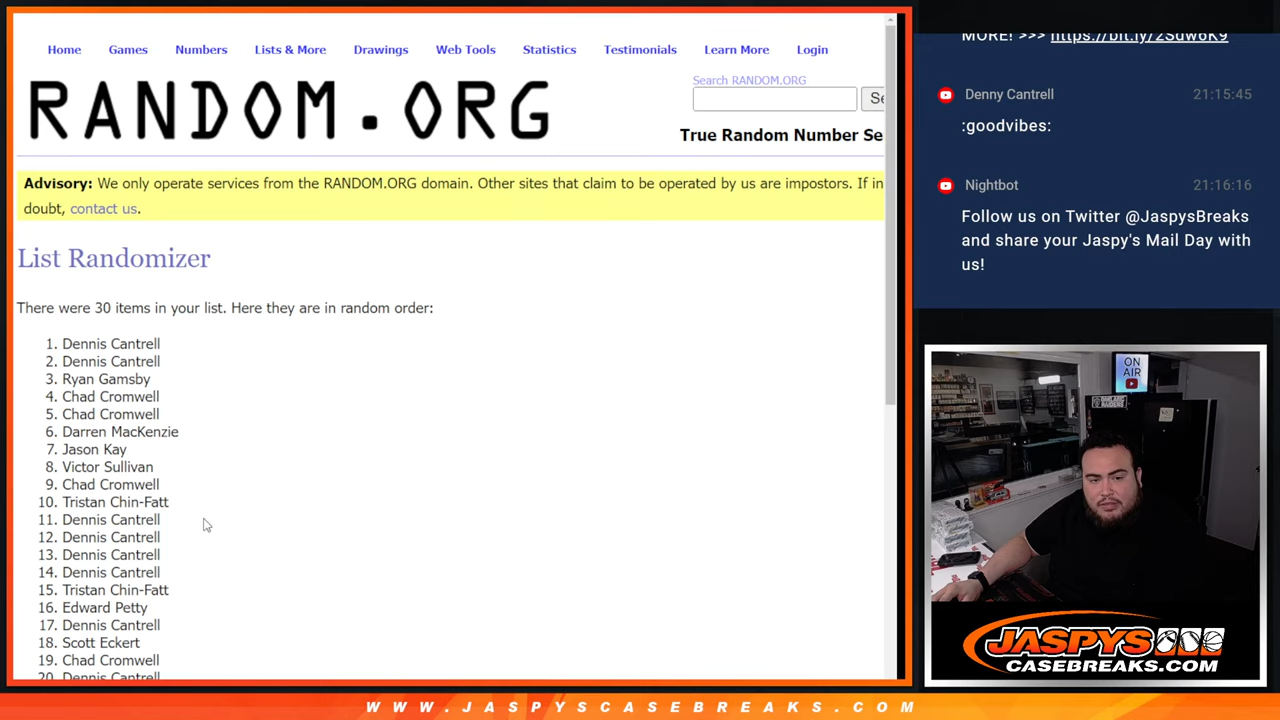 Home Games Numbers Lists & More Drawings Web Tools Statistics Testimonials Learn More Login
RANDOM.ORG
Search RANDOM.ORG
Se
True Random Number Se
Advisory: We only operate services from the RANDOM.ORG domain. Other sites that claim to be operated by us are impostors. If in
doubt, contact us.
List Randomizer
There were 30 items in your list. Here they are in random order:
1. Dennis Cantrell
2. Dennis Cantrell
3. Ryan Gamsby
4. Chad Cromwell
5. Chad Cromwell
6. Darren MacKenzie
7. Jason Kay
8. Victor Sullivan
9. Chad Cromwell
10. Tristan Chin-Fatt
11. Dennis Cantrell
12. Dennis Cantrell
13. Dennis Cantrell
14. Dennis Cantrell
15. Tristan Chin-Fatt
16. Edward Petty
17. Dennis Cantrell
18. Scott Eckert
19. Chad Cromwell
20. Dennis Cantrell
MORE! >>> https://bit.ly/2Sdw6K9
Denny Cantrell 21:15:45
:goodvibes:
Nightbot 21:16:16
Follow us on Twitter @JaspysBreaks
and share your Jaspy's Mail Day with
us!
ON
AIR
JASPYS
CASEBREAKS.COM
WWW.JASPYSCASEBREAKS.COM